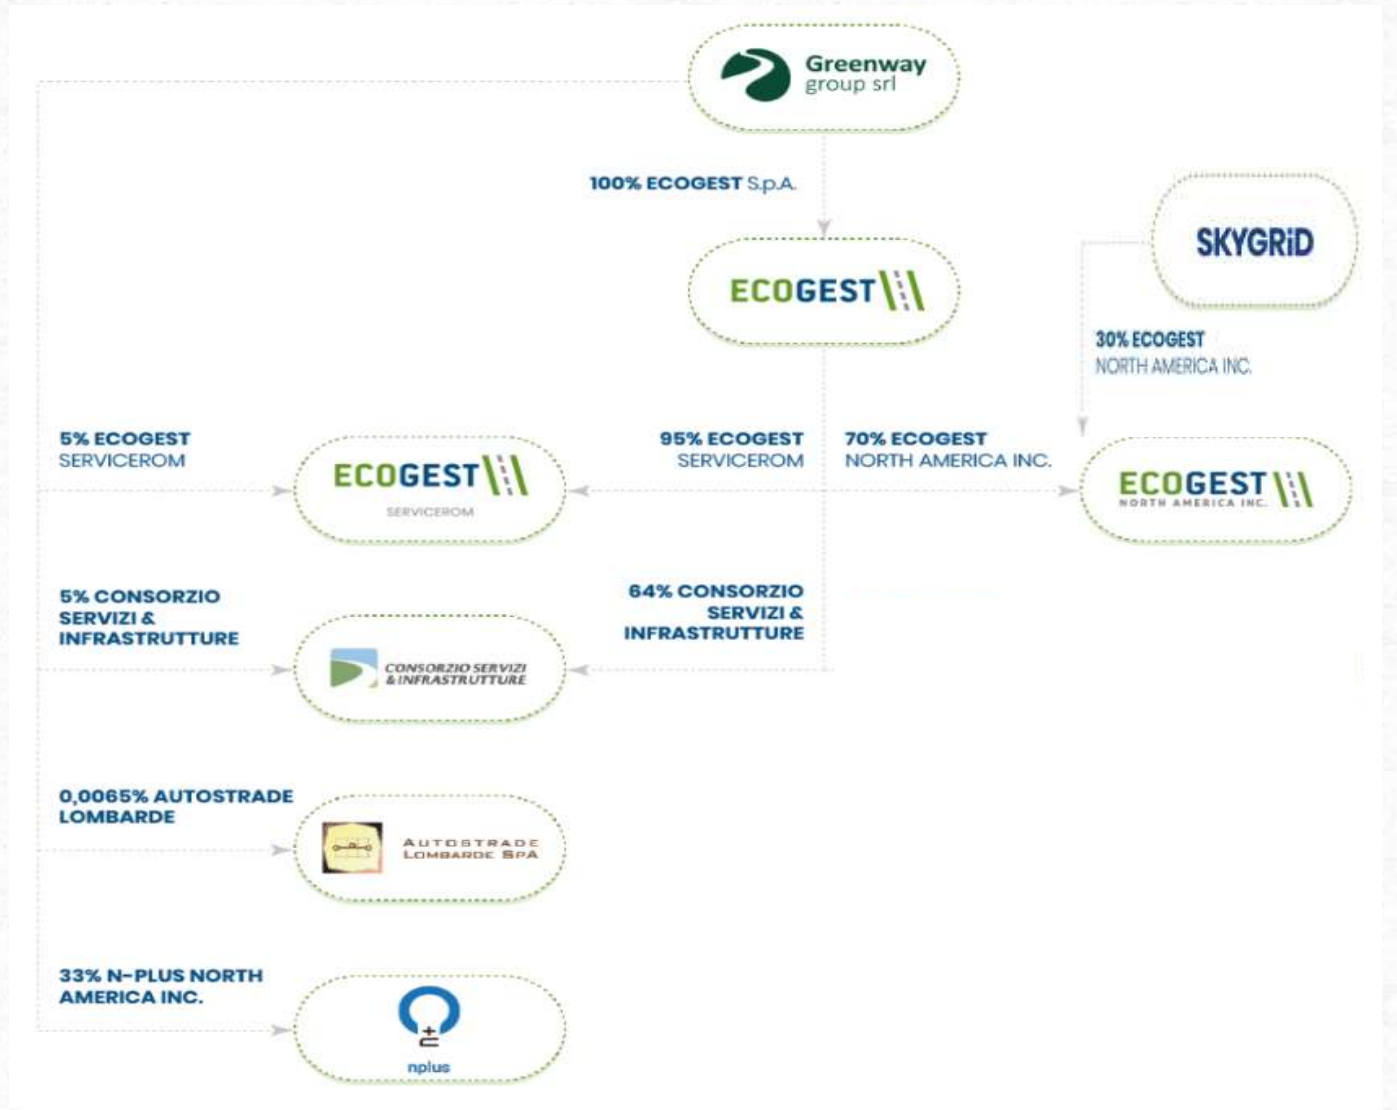 Greenway
group srl
100% ECOGEST S.p.A.
ECOGEST
SKYGRiD
30% ECOGEST
NORTH AMERICA INC.
5% ECOGEST
SERVICEROM
ECOGEST
SERVICEROM
95% ECOGEST
SERVICEROM
70% ECOGEST
NORTH AMERICA INC.
ECOGEST
NORTH AMERICA INC.
5% CONSORZIO
SERVIZI &
INFRASTRUTTURE
CONSORZIO SERVIZI
& INFRASTRUTTURE
64% CONSORZIO
SERVIZI &
INFRASTRUTTURE
0,0065% AUTOSTRADE
LOMBARDE
AUTOSTRADE
LOMBARDE SPA
33% N-PLUS NORTH
AMERICA INC.
n+
nplus